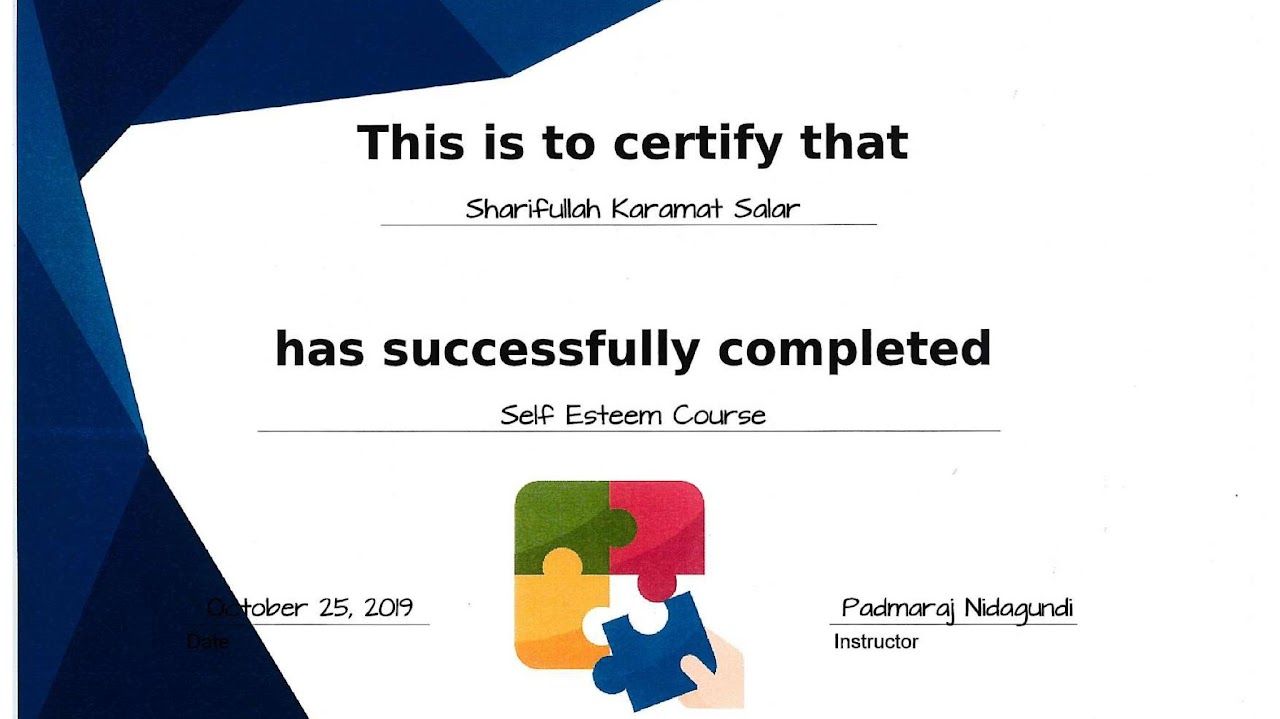 This is to certify that
Sharifullah Karamat Salar
has successfully completed
Self Esteem Course
October 25, 2019
Date
Padmaraj Nidagundi
Instructor